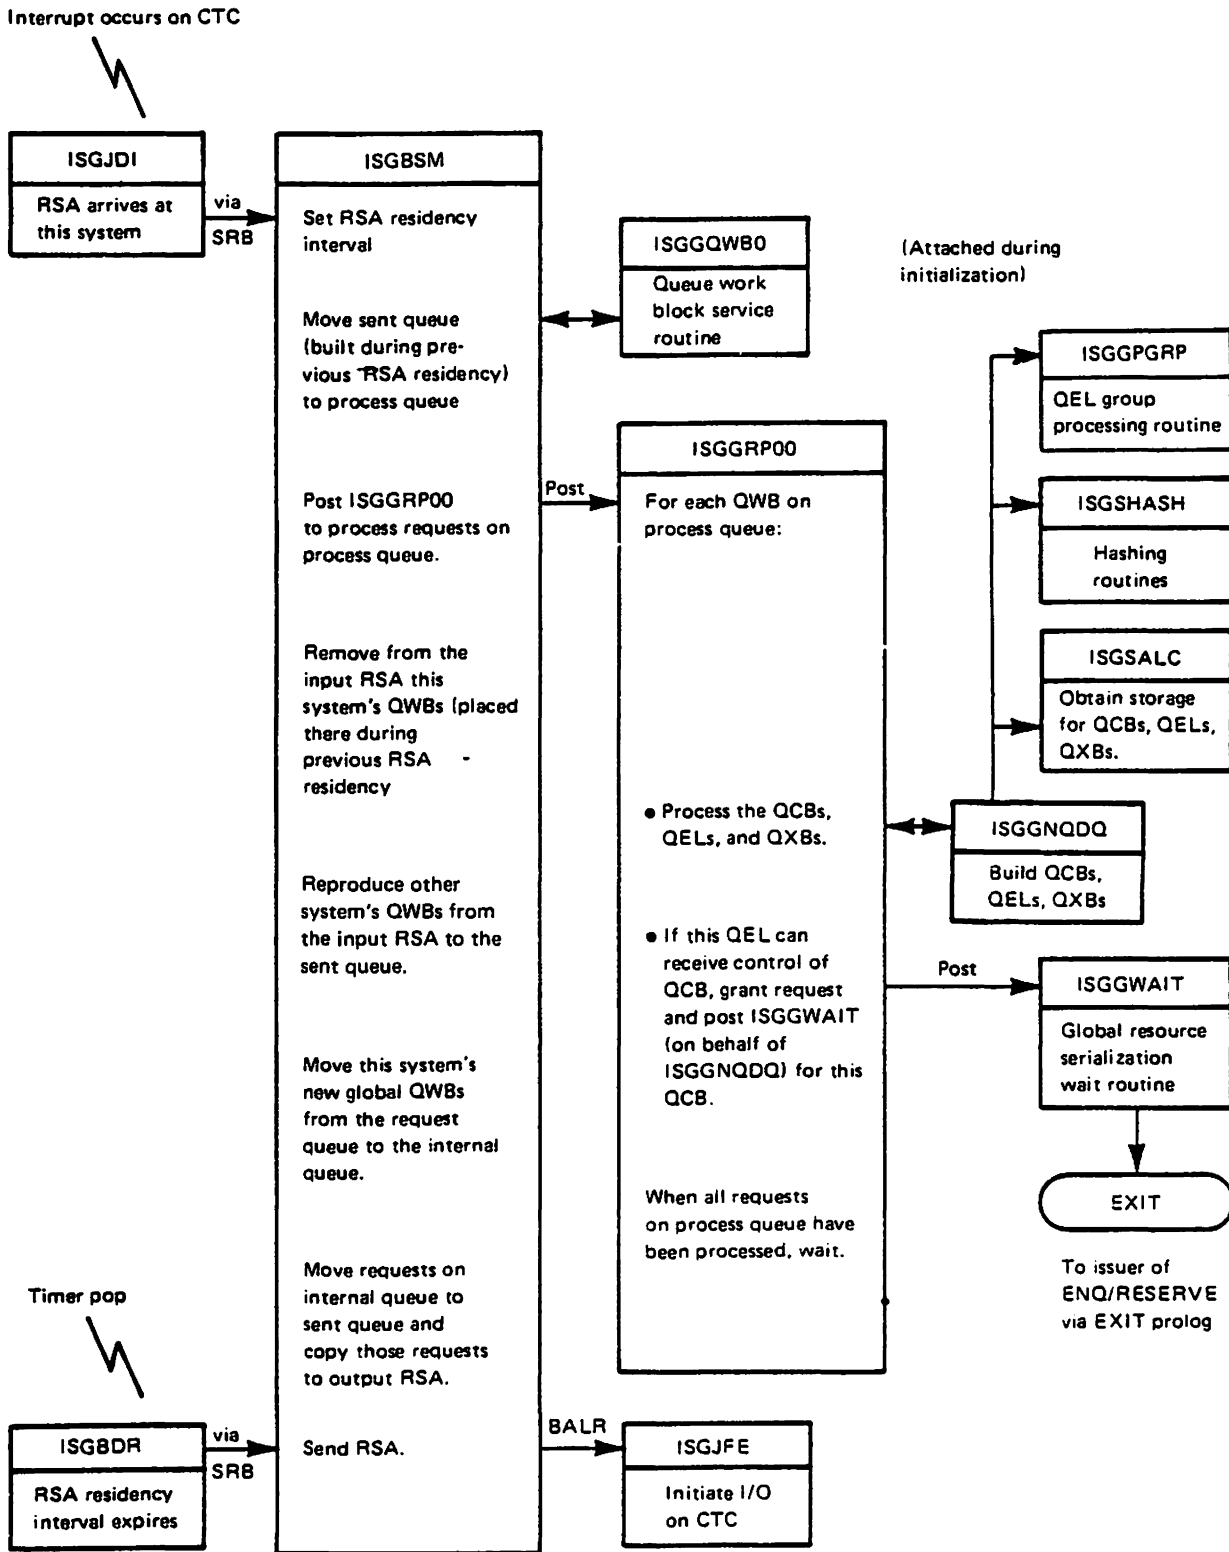 Interrupt occurs on CTC
ISGJDI
RSA arrives at
this system
via
SRB
ISGBSM
Set RSA residency
interval
Move sent queue
(built during pre-
vious RSA residency)
to process queue
Post ISGGRP00
to process requests on
process queue.
Remove from the
input RSA this
system's QWBs (placed
there during
previous RSA -
residency
Reproduce other
system's QWBs from
the input RSA to the
sent queue.
Move this system's
new global QWBs
from the request
queue to the internal
queue.
Move requests on
internal queue to
sent queue and
copy those requests
to output RSA.
Send RSA.
Timer pop
ISGBDR
RSA residency
interval expires
via
SRB
ISGGQWB0
Queue work
block service
routine
Post
ISGGRP00
For each QWB on
process queue:
• Process the QCBs,
QELs, and QXBs.
• If this QEL can
receive control of
QCB, grant request
and post ISGGWAIT
(on behalf of
ISGGNQDQ) for this
QCB.
When all requests
on process queue have
been processed, wait.
BALR
ISGJFE
Initiate I/O
on CTC
(Attached during
initialization)
ISGGPGRP
QEL group
processing routine
ISGSHASH
Hashing
routines
ISGSALC
Obtain storage
for QCBs, QELs,
QXBs.
ISGGNQDQ
Build QCBs,
QELs, QXBs
Post
ISGGWAIT
Global resource
serialization
wait routine
EXIT
To issuer of
ENQ/RESERVE
via EXIT prolog